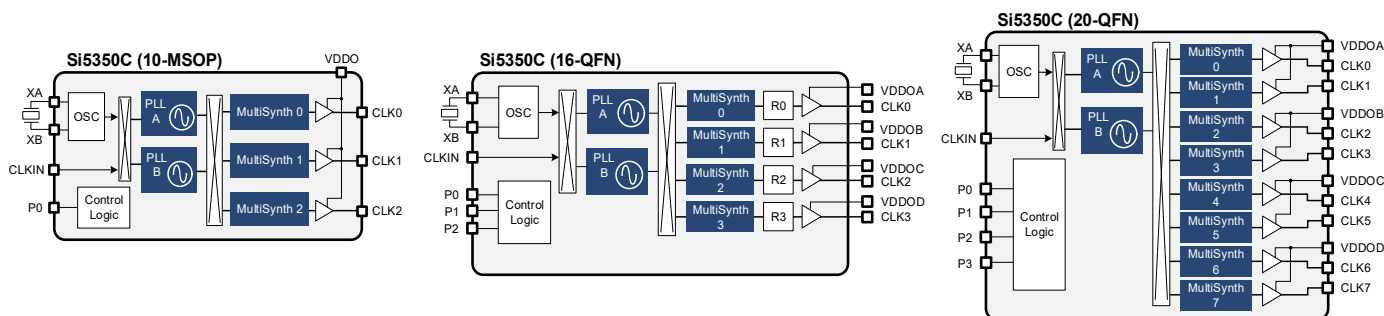 Si5350C (10-MSOP)
VDDO
XA
XB
OSC
PLL
A
PLL
B
MultiSynth 0
MultiSynth 1
MultiSynth 2
CLKIN
P0
Control
Logic
CLK0
CLK1
CLK2
Si5350C (16-QFN)
XA
XB
OSC
PLL
A
PLL
B
CLKIN
P0
P1
P2
Control
Logic
MultiSynth
0
MultiSynth
1
MultiSynth
2
MultiSynth
3
R0
R1
R2
R3
VDDOA
CLK0
VDDOB
CLK1
VDDOC
CLK2
VDDOD
CLK3
Si5350C (20-QFN)
XA
XB
OSC
PLL
A
PLL
B
CLKIN
P0
P1
P2
P3
Control
Logic
MultiSynth
0
MultiSynth
1
MultiSynth
2
MultiSynth
3
MultiSynth
4
MultiSynth
5
MultiSynth
6
MultiSynth
7
VDDOA
CLK0
CLK1
VDDOB
CLK2
CLK3
VDDOC
CLK4
CLK5
VDDOD
CLK6
CLK7